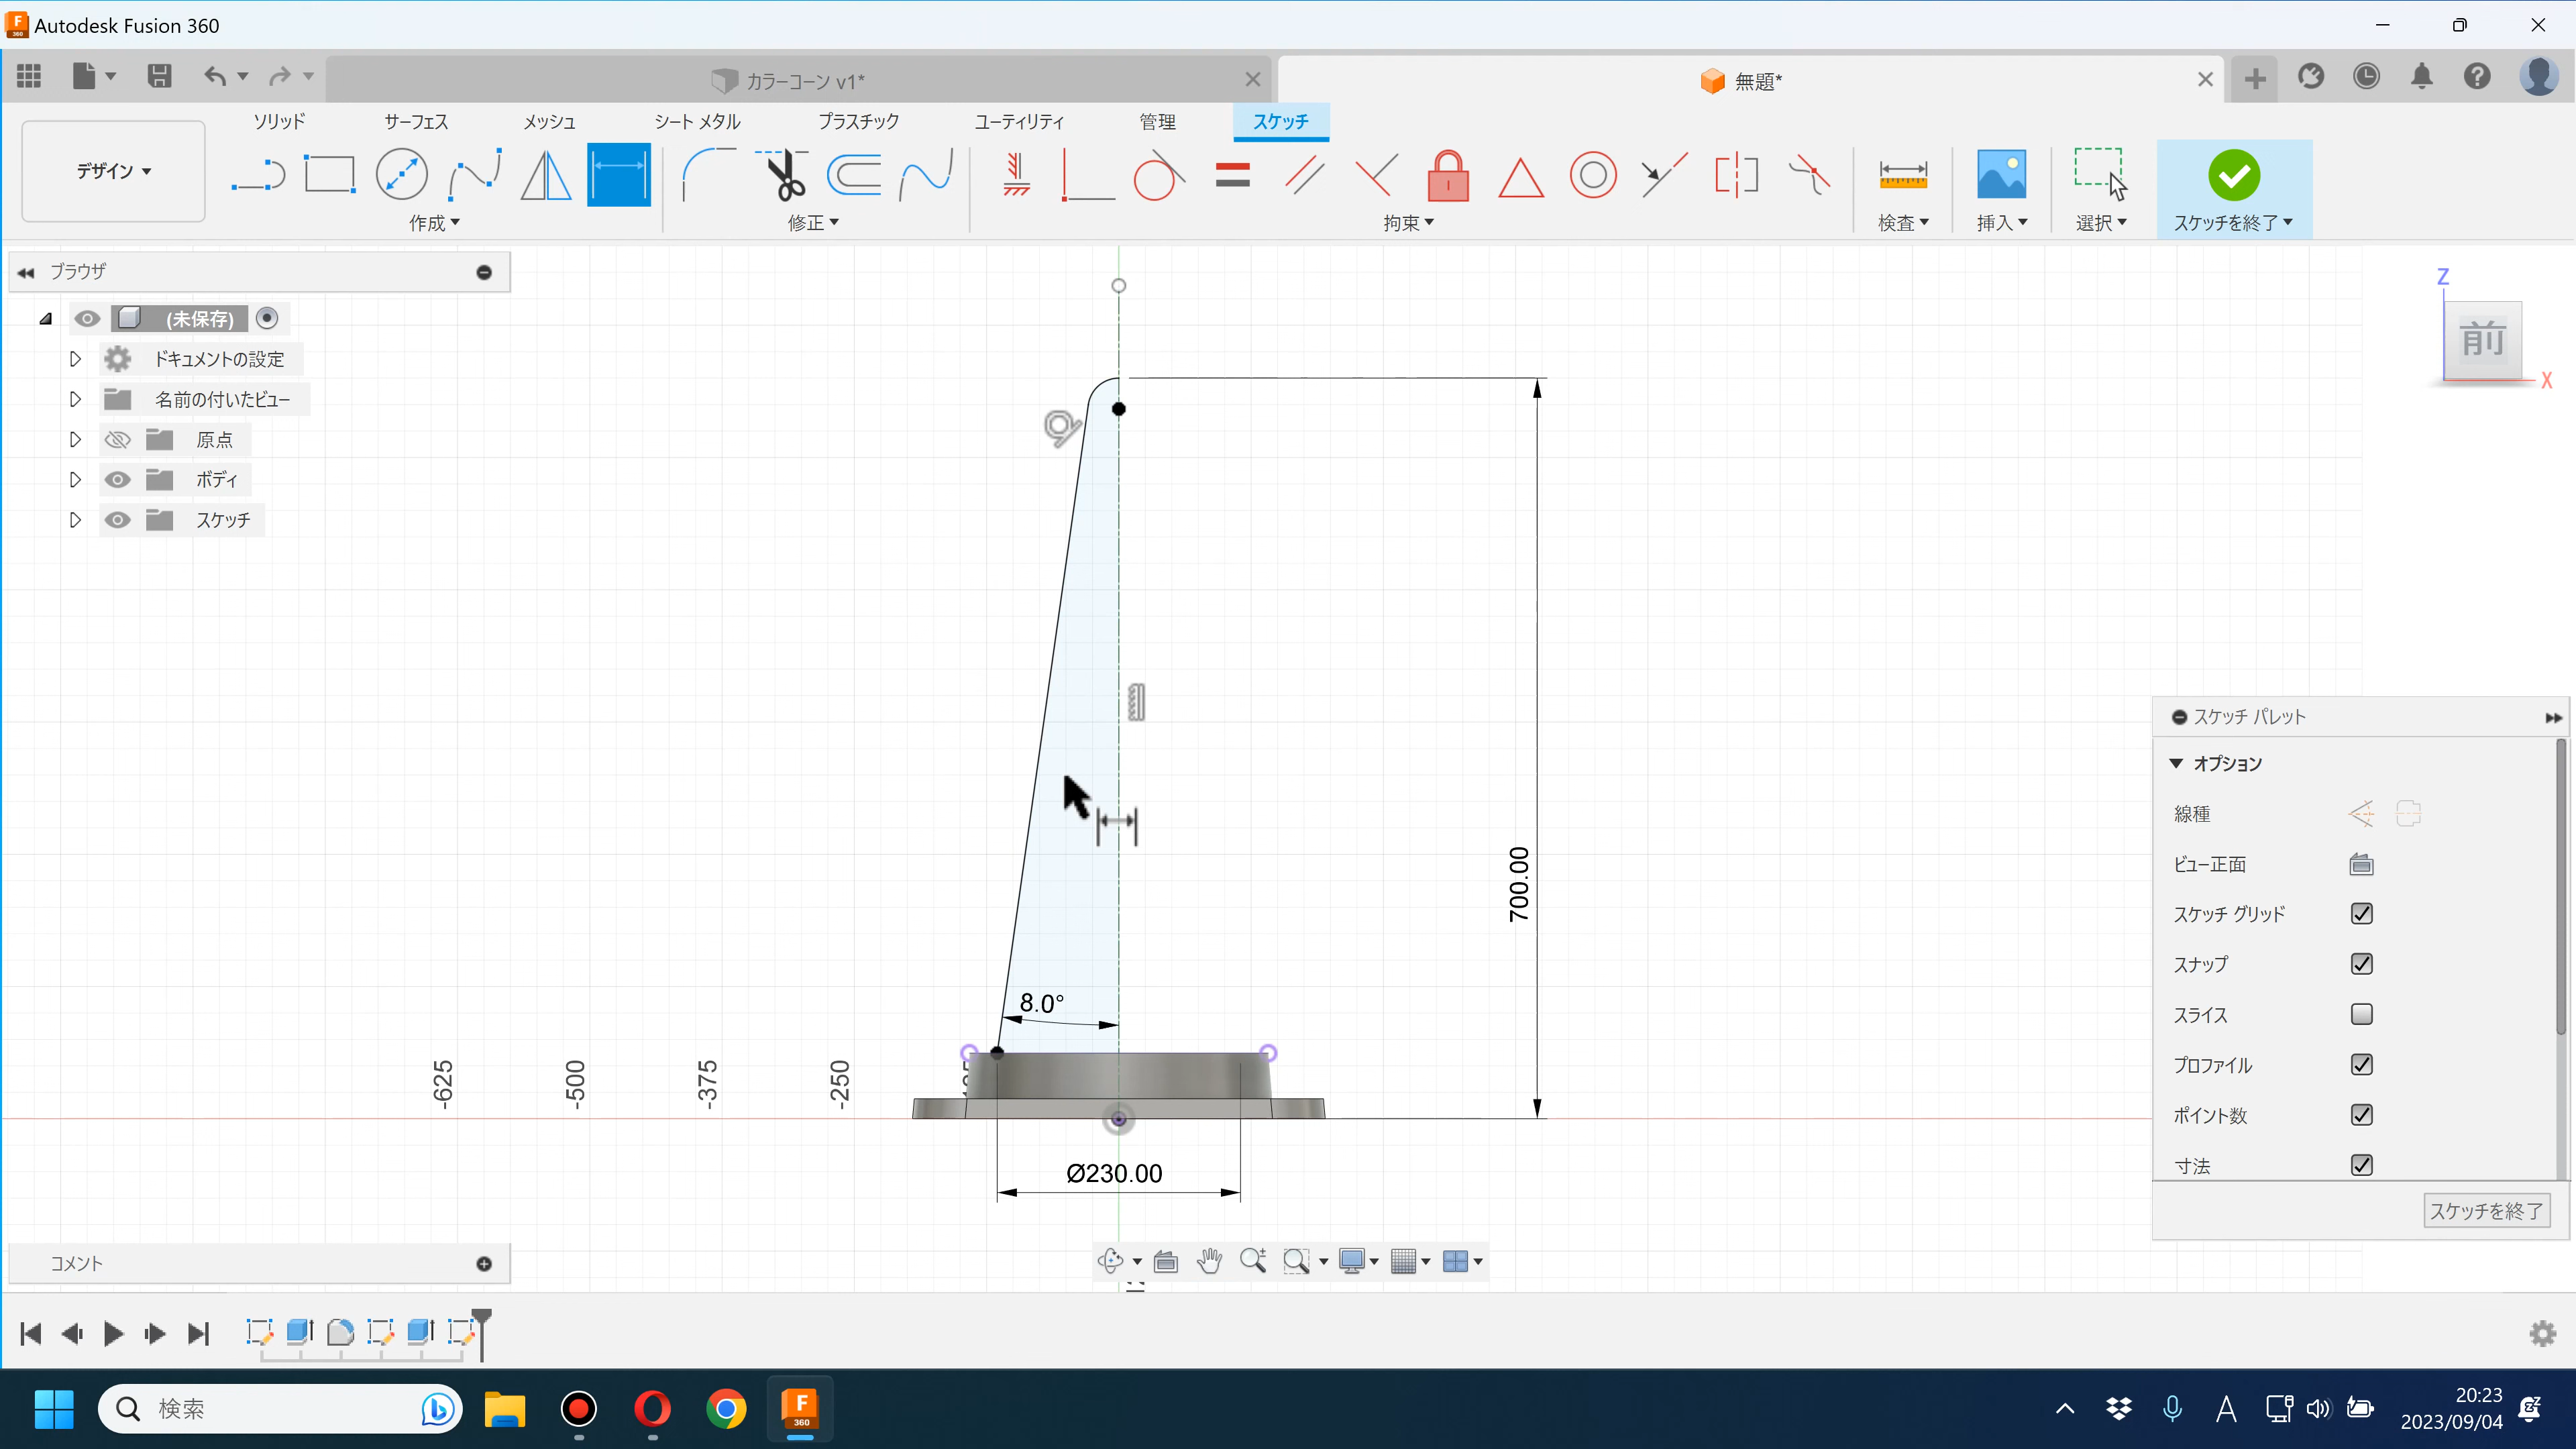 Autodesk Fusion 360
カラーコーン v1*
無題*
ソリッド
サーフェス
メッシュ
シート メタル
プラスチック
ユーティリティ
管理
スケッチ
デザイン
作成
修正
拘束
検査
挿入
選択
スケッチを終了
ブラウザ
(未保存)
ドキュメントの設定
名前の付いたビュー
原点
ボディ
スケッチ
Z
前
X
700.00
8.0°
-625
-500
-375
-250
Ø230.00
スケッチ パレット
オプション
線種
ビュー正面
スケッチ グリッド
スナップ
スライス
プロファイル
ポイント数
寸法
スケッチを終了
コメント
検索
F
360
A
20:23
2023/09/04